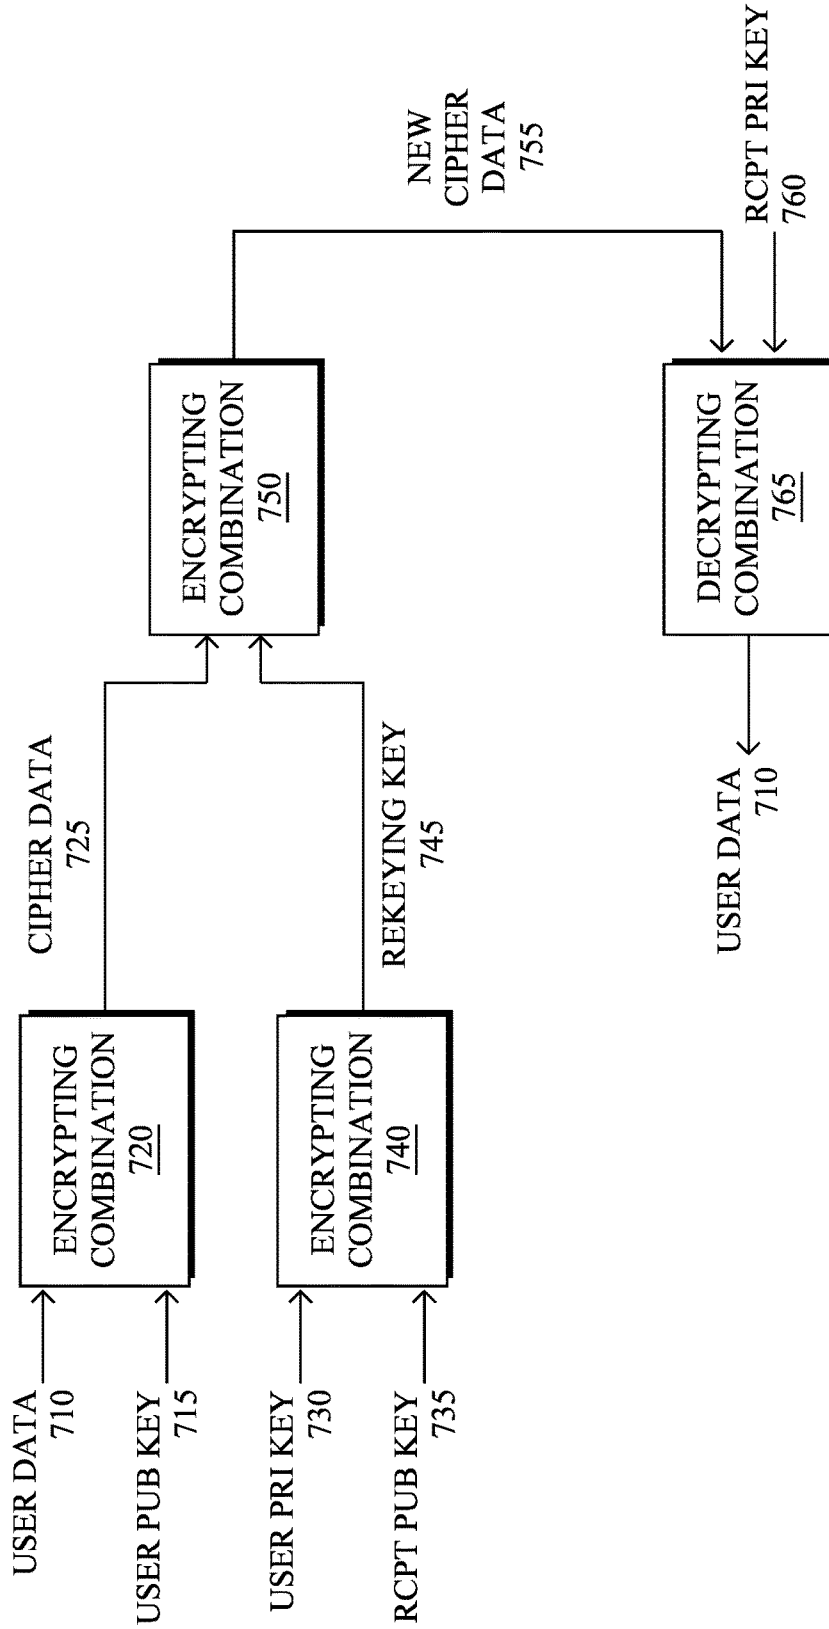 USER DATA
710
USER PUB KEY
715
ENCRYPTING
COMBINATION
720
CIPHER DATA
725
USER PRI KEY
730
RCPT PUB KEY
735
ENCRYPTING
COMBINATION
740
REKEYING KEY
745
ENCRYPTING
COMBINATION
750
NEW
CIPHER
DATA
755
RCPT PRI KEY
760
DECRYPTING
COMBINATION
765
USER DATA
710